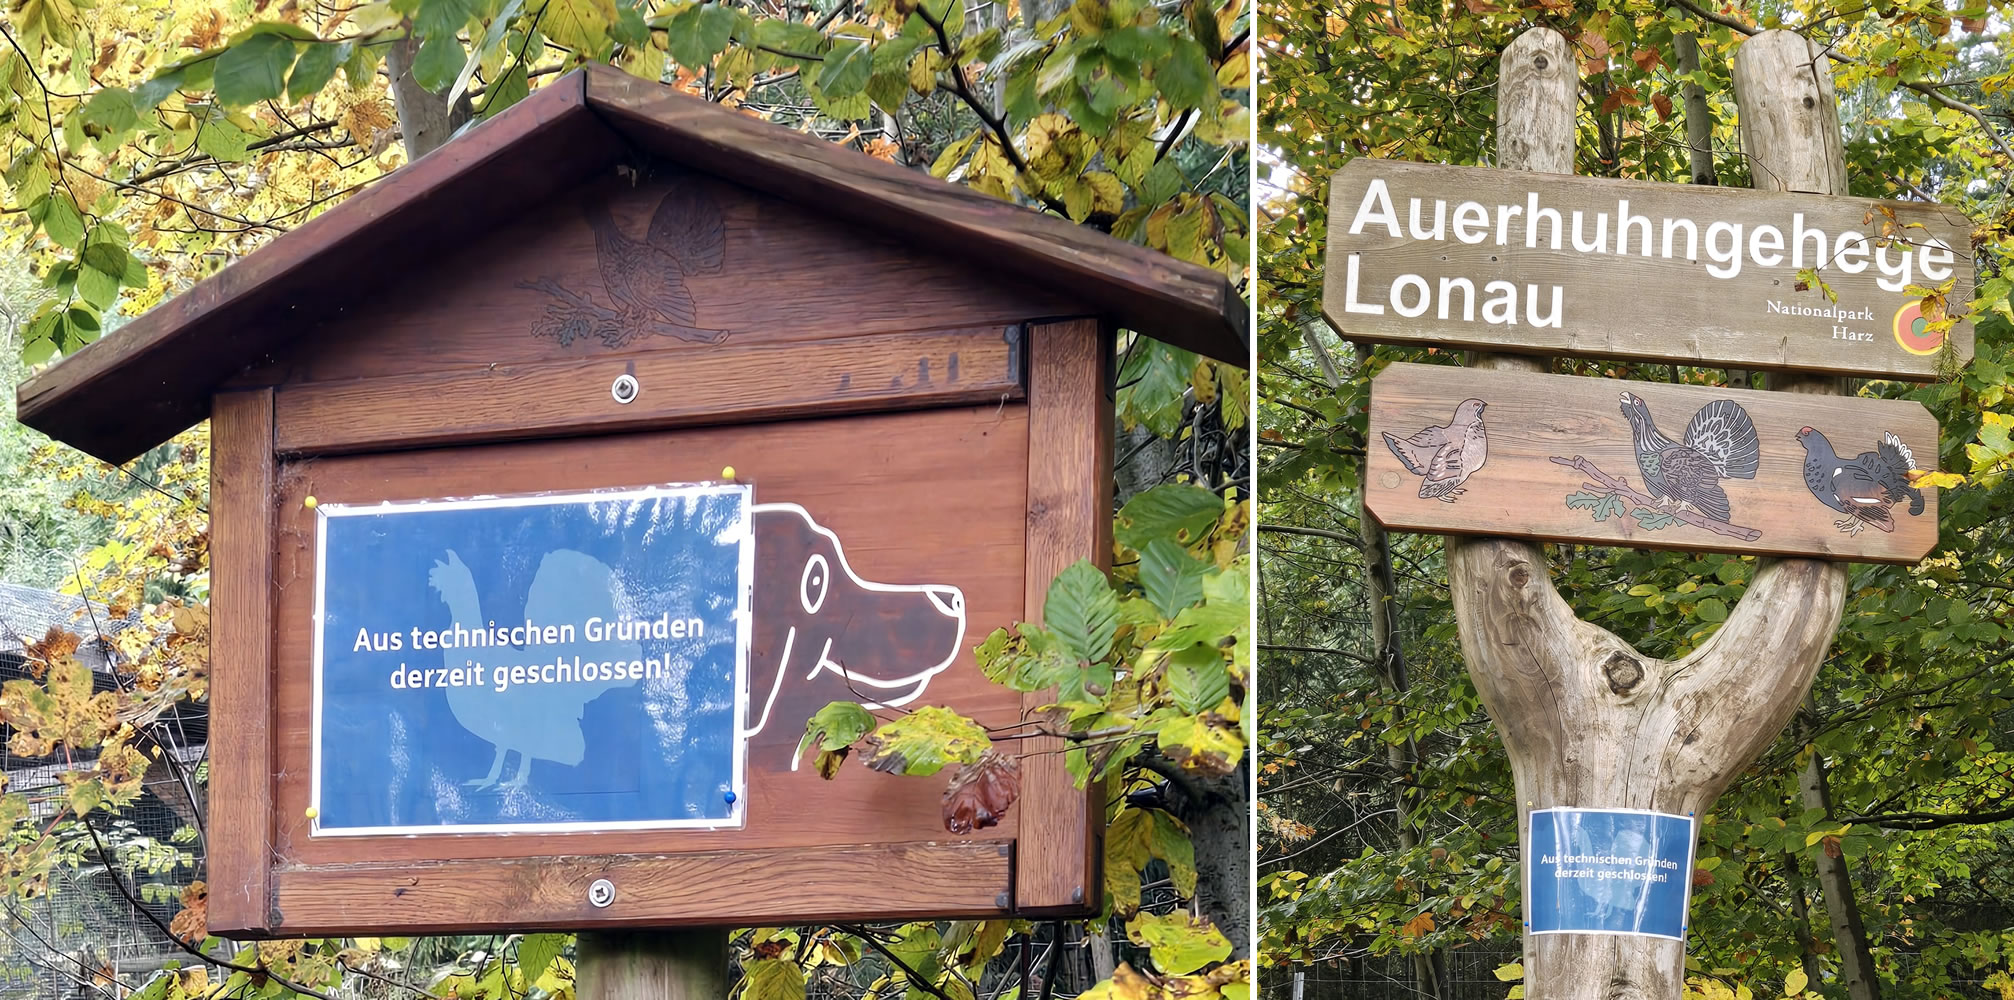 Aus technischen Gründen
derzeit geschlossen!
Auerhuhngehege
Lonau
Nationalpark
Harz
Aus technischen Gründen
derzeit geschlossen!